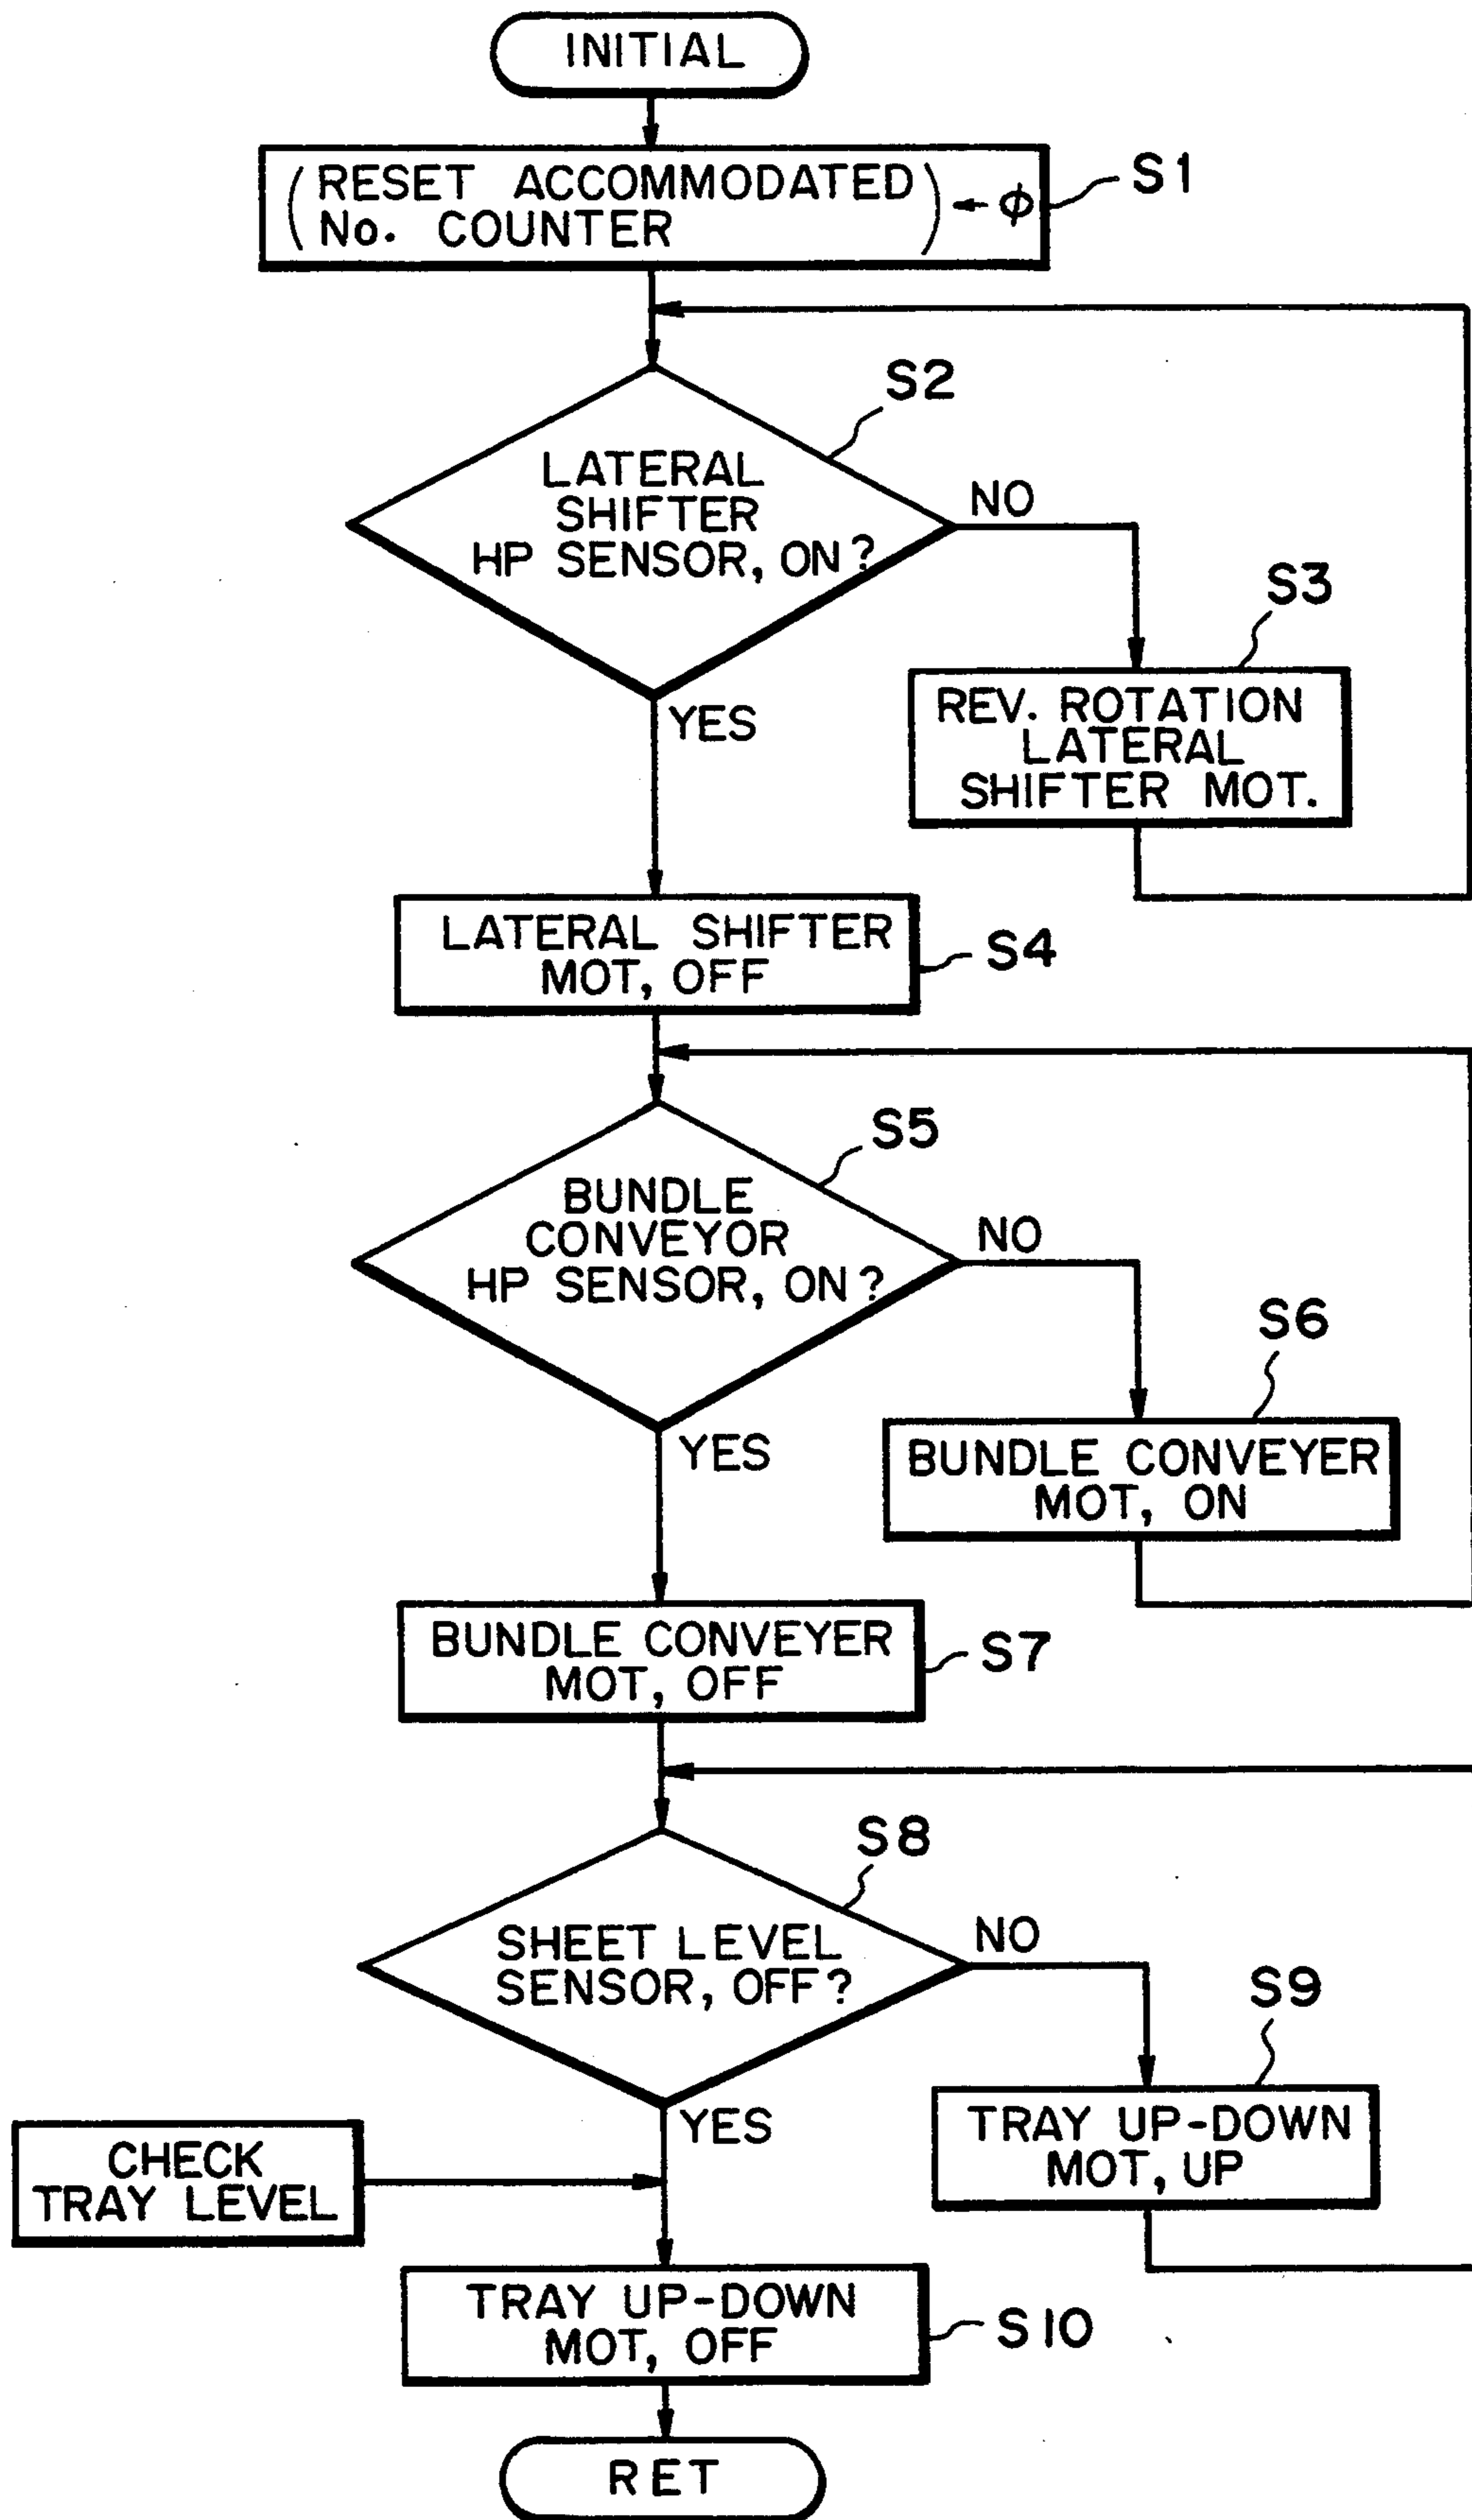 INITIAL
(RESET ACCOMMODATED
No. COUNTER) ← φ
S1
S2
LATERAL
SHIFTER
HP SENSOR, ON?
NO
S3
REV. ROTATION
LATERAL
SHIFTER MOT.
YES
LATERAL SHIFTER
MOT, OFF
S4
S5
BUNDLE
CONVEYOR
HP SENSOR, ON?
NO
S6
BUNDLE CONVEYER
MOT, ON
YES
BUNDLE CONVEYER
MOT, OFF
S7
S8
SHEET LEVEL
SENSOR, OFF?
NO
S9
TRAY UP-DOWN
MOT, UP
YES
CHECK
TRAY LEVEL
TRAY UP-DOWN
MOT, OFF
S10
RET